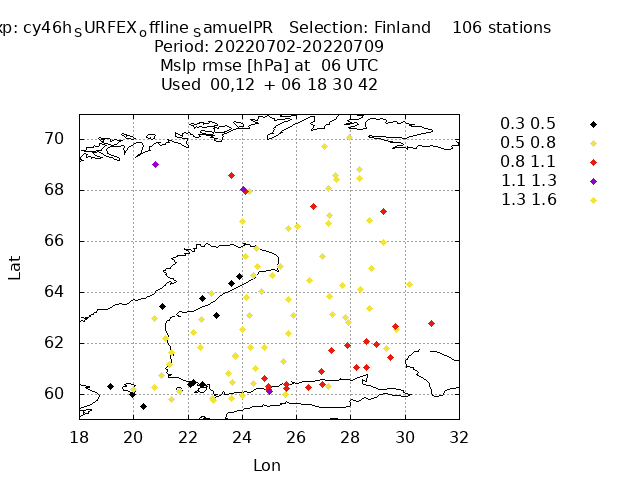 xp: cy46h_SURFEX_offline_SamuelPR Selection: Finland 106 stations
Period: 20220702-20220709
Mslp rmse [hPa] at 06 UTC
Used 00,12 + 06 18 30 42
0.3 0.5
0.5 0.8
0.8 1.1
1.1 1.3
1.3 1.6
70
68
66
64
62
60
Lat
18 20 22 24 26 28 30 32
Lon